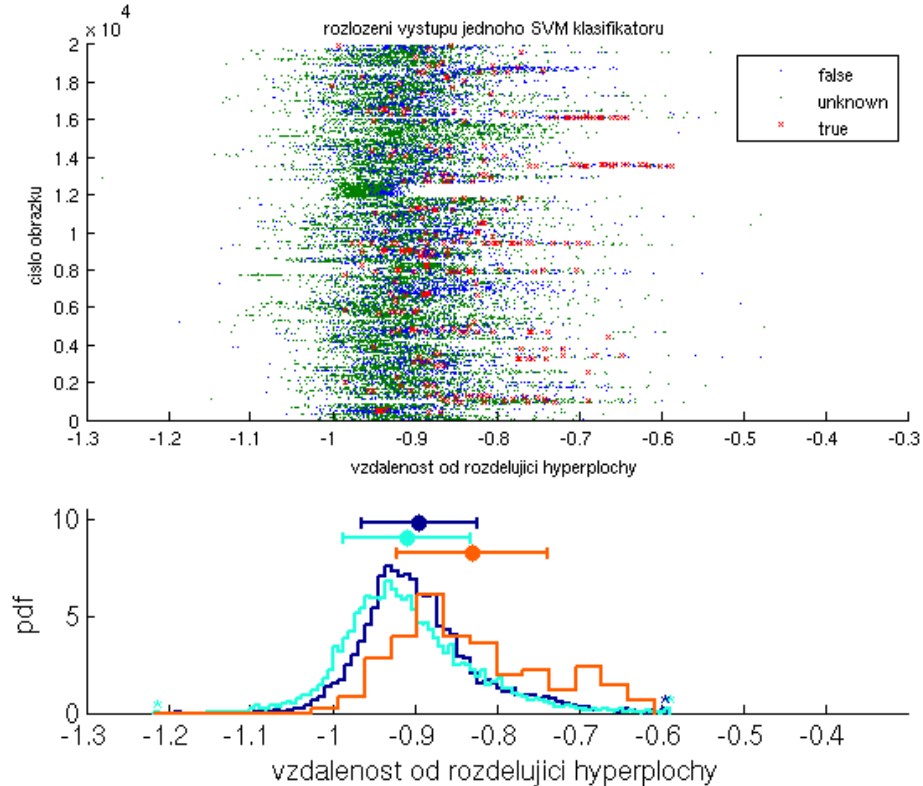 rozlozeni vystupu jednoho SVM klasifikatoru
× 10^4
2
1.8
1.6
1.4
1.2
1
0.8
0.6
0.4
0.2
0
cislo obrazku
false
unknown
true
-1.3 -1.2 -1.1 -1 -0.9 -0.8 -0.7 -0.6 -0.5 -0.4 -0.3
vzdalenost od rozdelujici hyperplochy
10
5
0
pdf
-1.3 -1.2 -1.1 -1 -0.9 -0.8 -0.7 -0.6 -0.5 -0.4
vzdalenost od rozdelujici hyperplochy